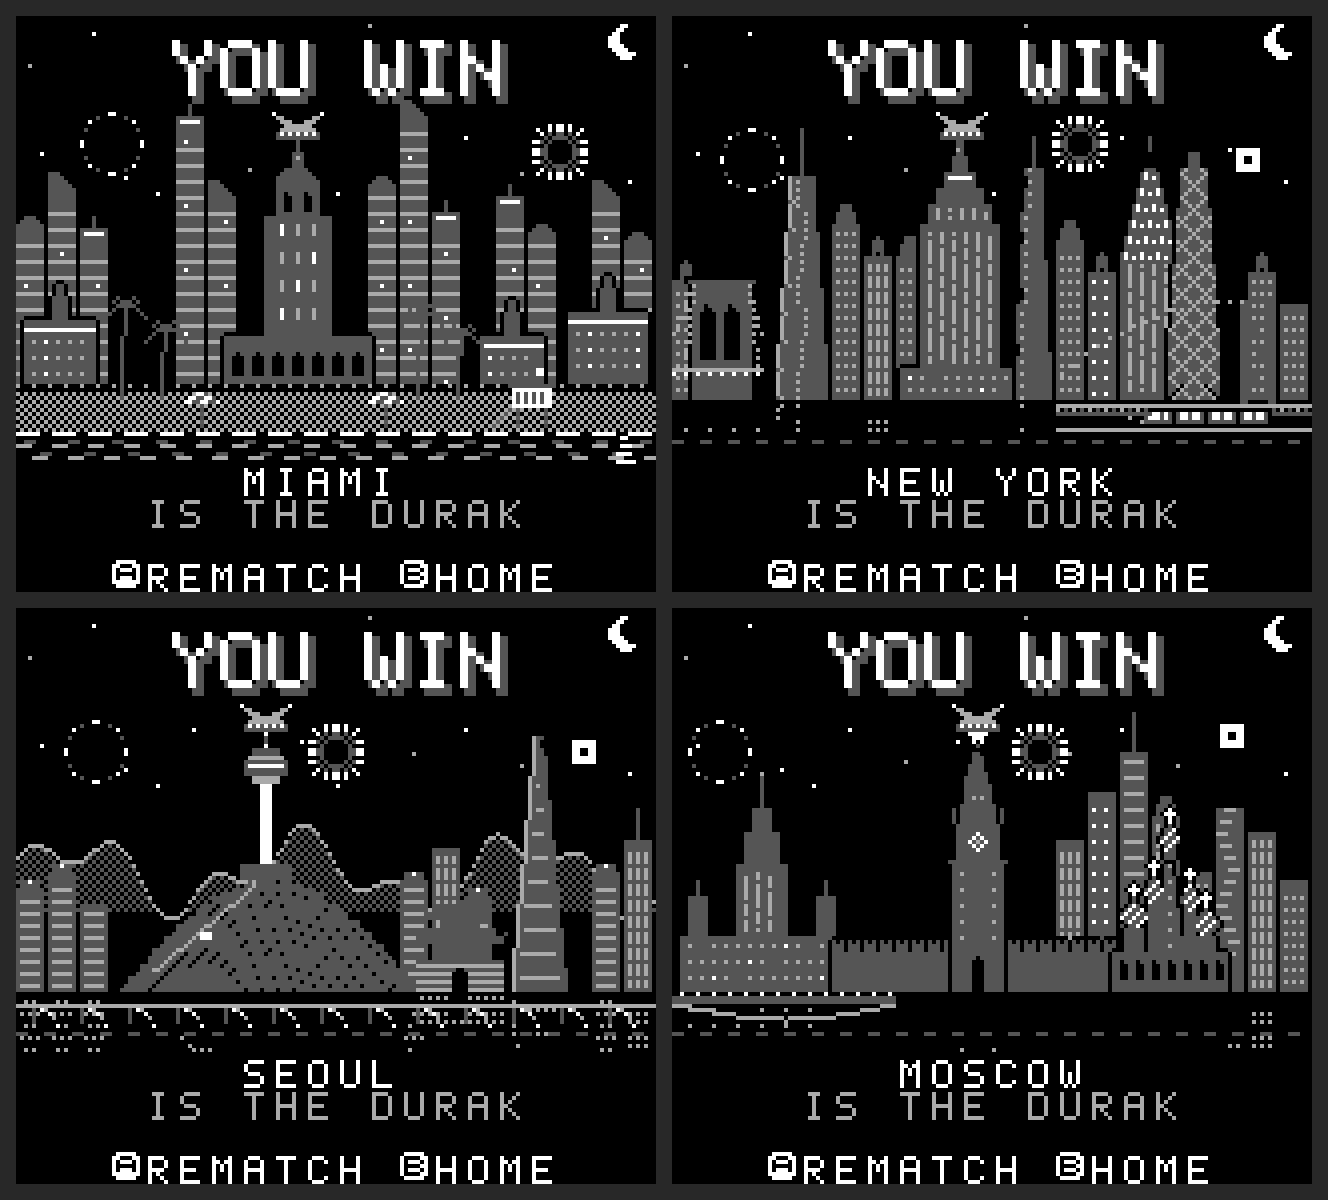 YOU WIN
MIAMI
IS THE DURAK
A REMATCH B HOME
YOU WIN
NEW YORK
IS THE DURAK
A REMATCH B HOME
YOU WIN
SEOUL
IS THE DURAK
A REMATCH B HOME
YOU WIN
MOSCOW
IS THE DURAK
A REMATCH B HOME